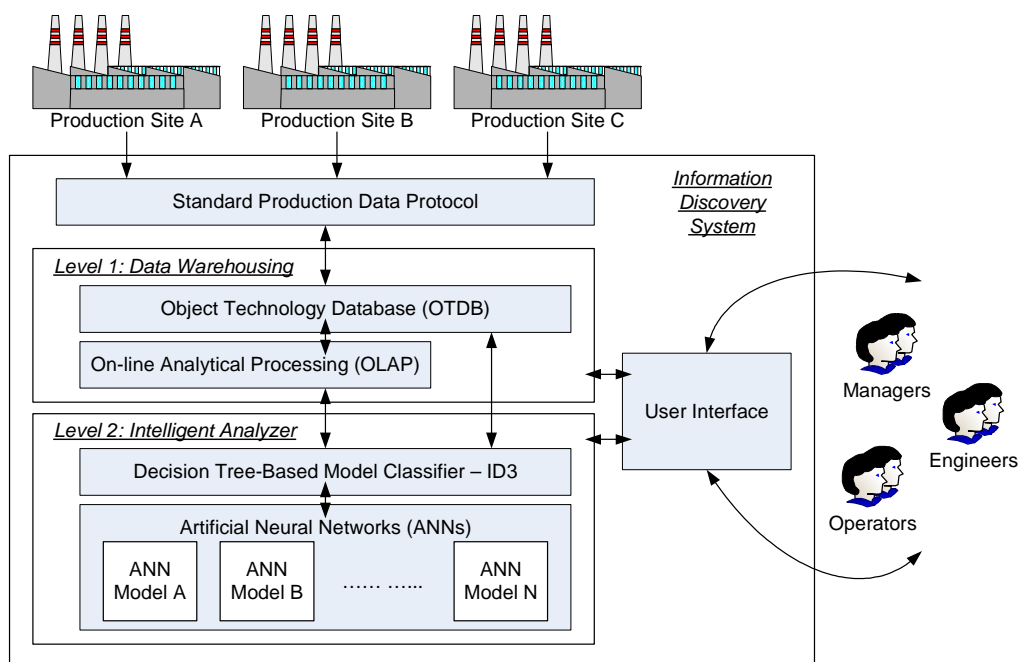 Production Site A
Production Site B
Production Site C
Standard Production Data Protocol
Information
Discovery
System
Level 1: Data Warehousing
Object Technology Database (OTDB)
On-line Analytical Processing (OLAP)
User Interface
Managers
Engineers
Operators
Level 2: Intelligent Analyzer
Decision Tree-Based Model Classifier – ID3
Artificial Neural Networks (ANNs)
ANN
Model A
ANN
Model B
…… …...
ANN
Model N